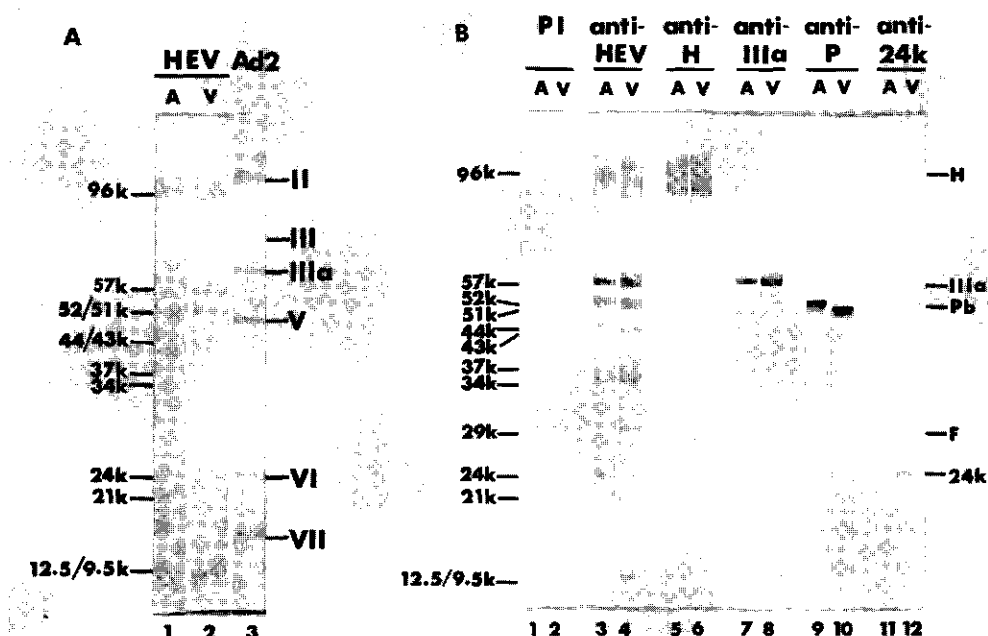 A
HEV Ad2
A V
96k
57k
52/51k
44/43k
37k
34k
24k
21k
12.5/9.5k
II
III
IIIa
V
VI
VII
1 2 3
B
PI anti-HEV anti-H anti-IIIa anti-P anti-24k
A V A V A V A V A V A V
96k
57k
52k
51k
44k
43k
37k
34k
29k
24k
21k
12.5/9.5k
H
IIIa
Pb
F
24k
1 2 3 4 5 6 7 8 9 10 11 12